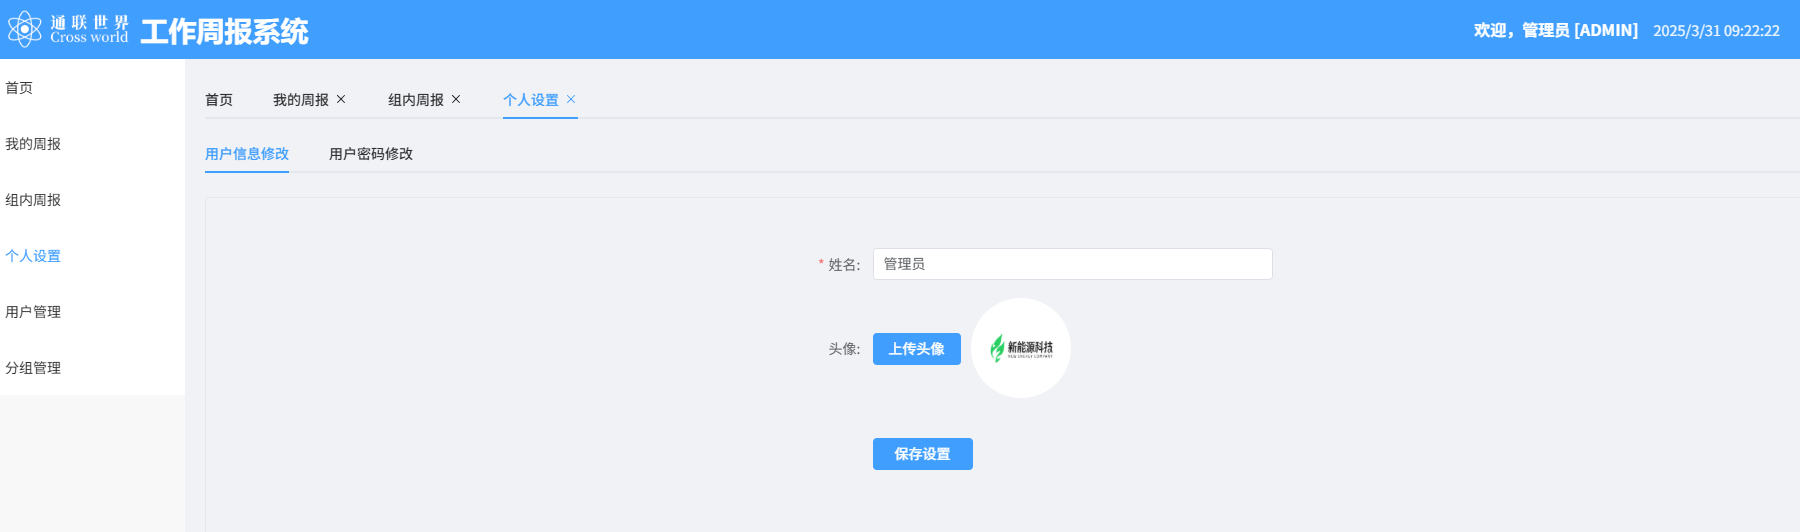 通联世界
Cross world
工作周报系统
欢迎，管理员 [ADMIN] 2025/3/31 09:22:22
首页
我的周报
组内周报
个人设置
用户管理
分组管理
首页 我的周报 组内周报 个人设置
用户信息修改 用户密码修改
* 姓名: 管理员
头像: 上传头像
新能源科技
NEW ENERGY COMPANY
保存设置